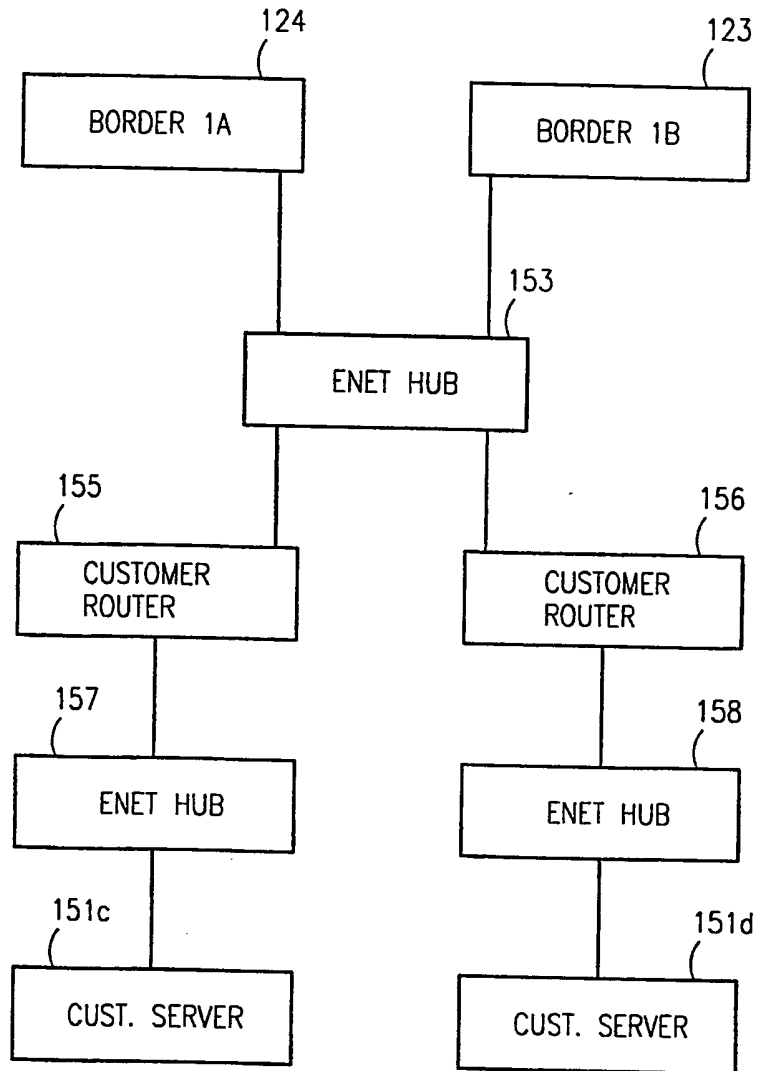 124
123
BORDER 1A
BORDER 1B
153
ENET HUB
155
156
CUSTOMER
ROUTER
CUSTOMER
ROUTER
157
158
ENET HUB
ENET HUB
151c
151d
CUST. SERVER
CUST. SERVER